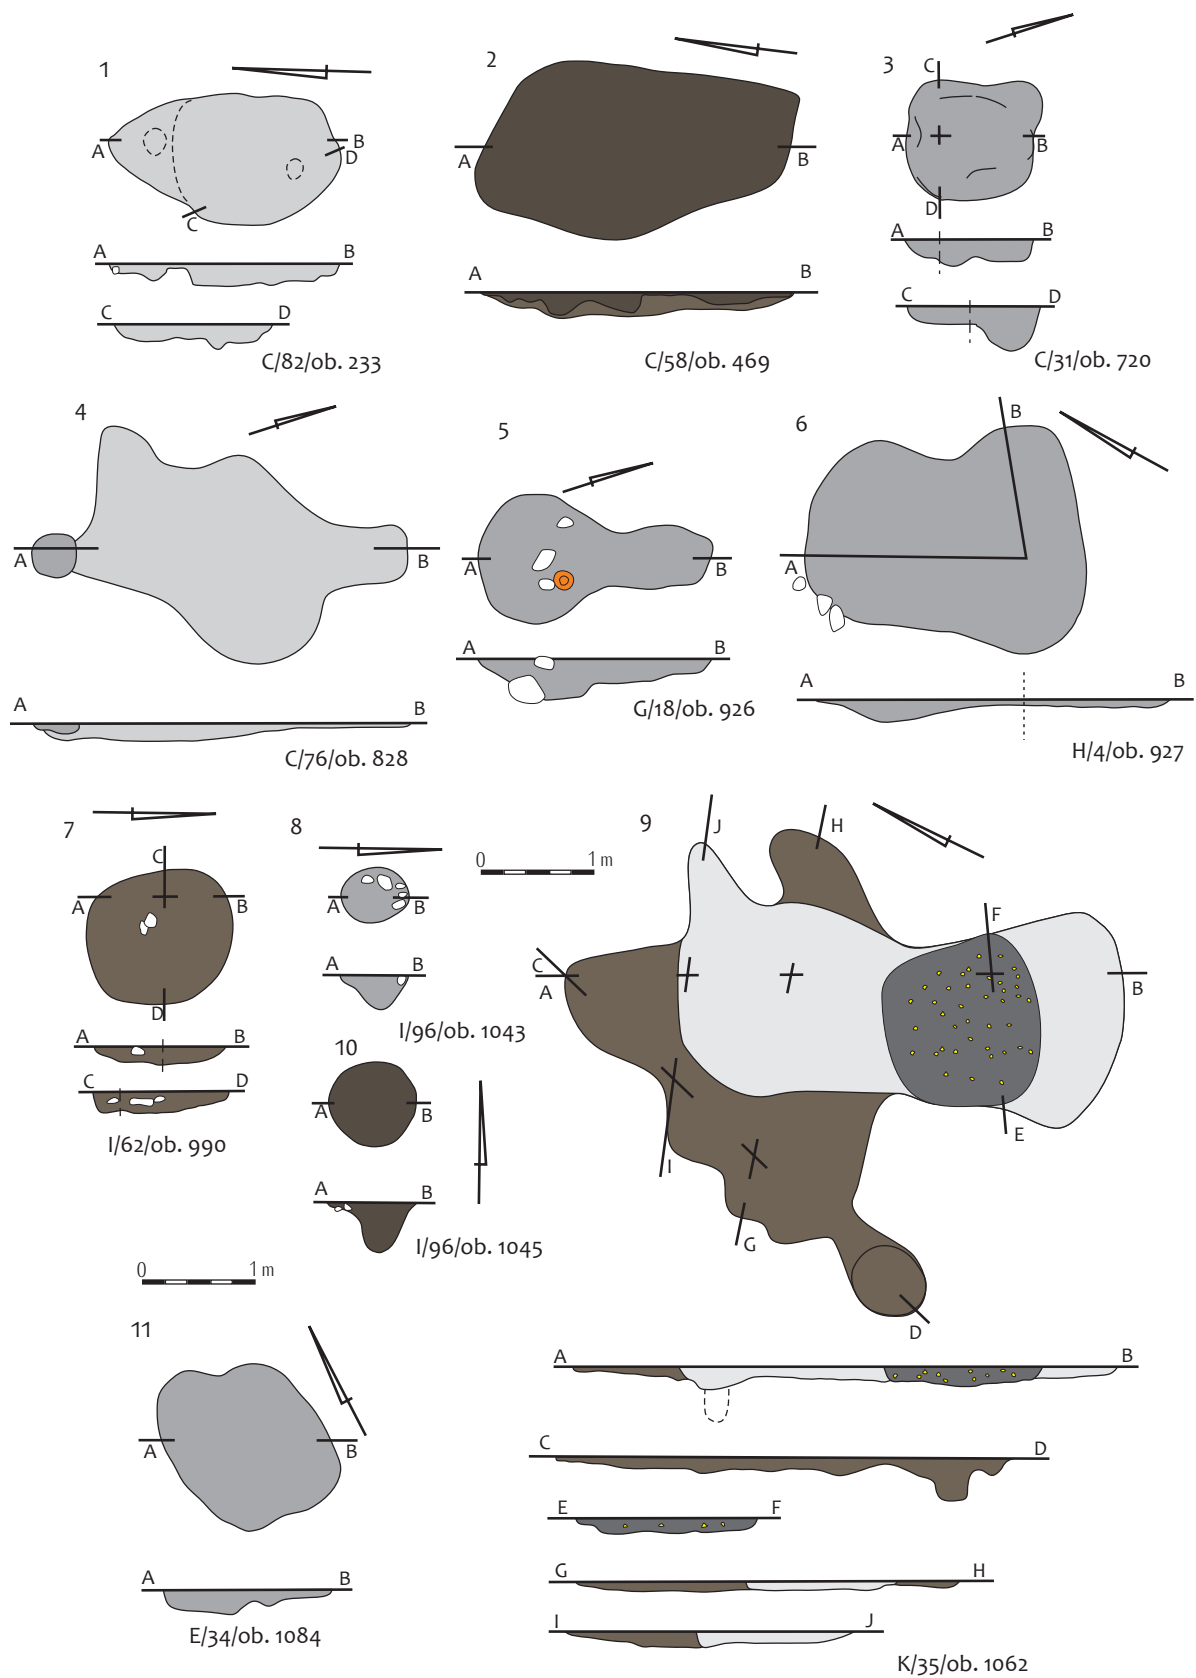 1
A
B
D
C
A B
C D
C/82/ob. 233
2
A
B
A B
C/58/ob. 469
3
C
A
B
D
A B
C D
C/31/ob. 720
4
A
B
A B
C/76/ob. 828
5
A
B
A B
G/18/ob. 926
6
B
A
A B
H/4/ob. 927
7
C
A
B
D
A B
C D
I/62/ob. 990
8
A
B
A B
I/96/ob. 1043
0 1 m
10
A
B
A B
I/96/ob. 1045
9
J
H
F
C
A
B
I
E
G
D
A B
C D
E F
G H
I J
K/35/ob. 1062
0 1 m
11
A
B
A B
E/34/ob. 1084